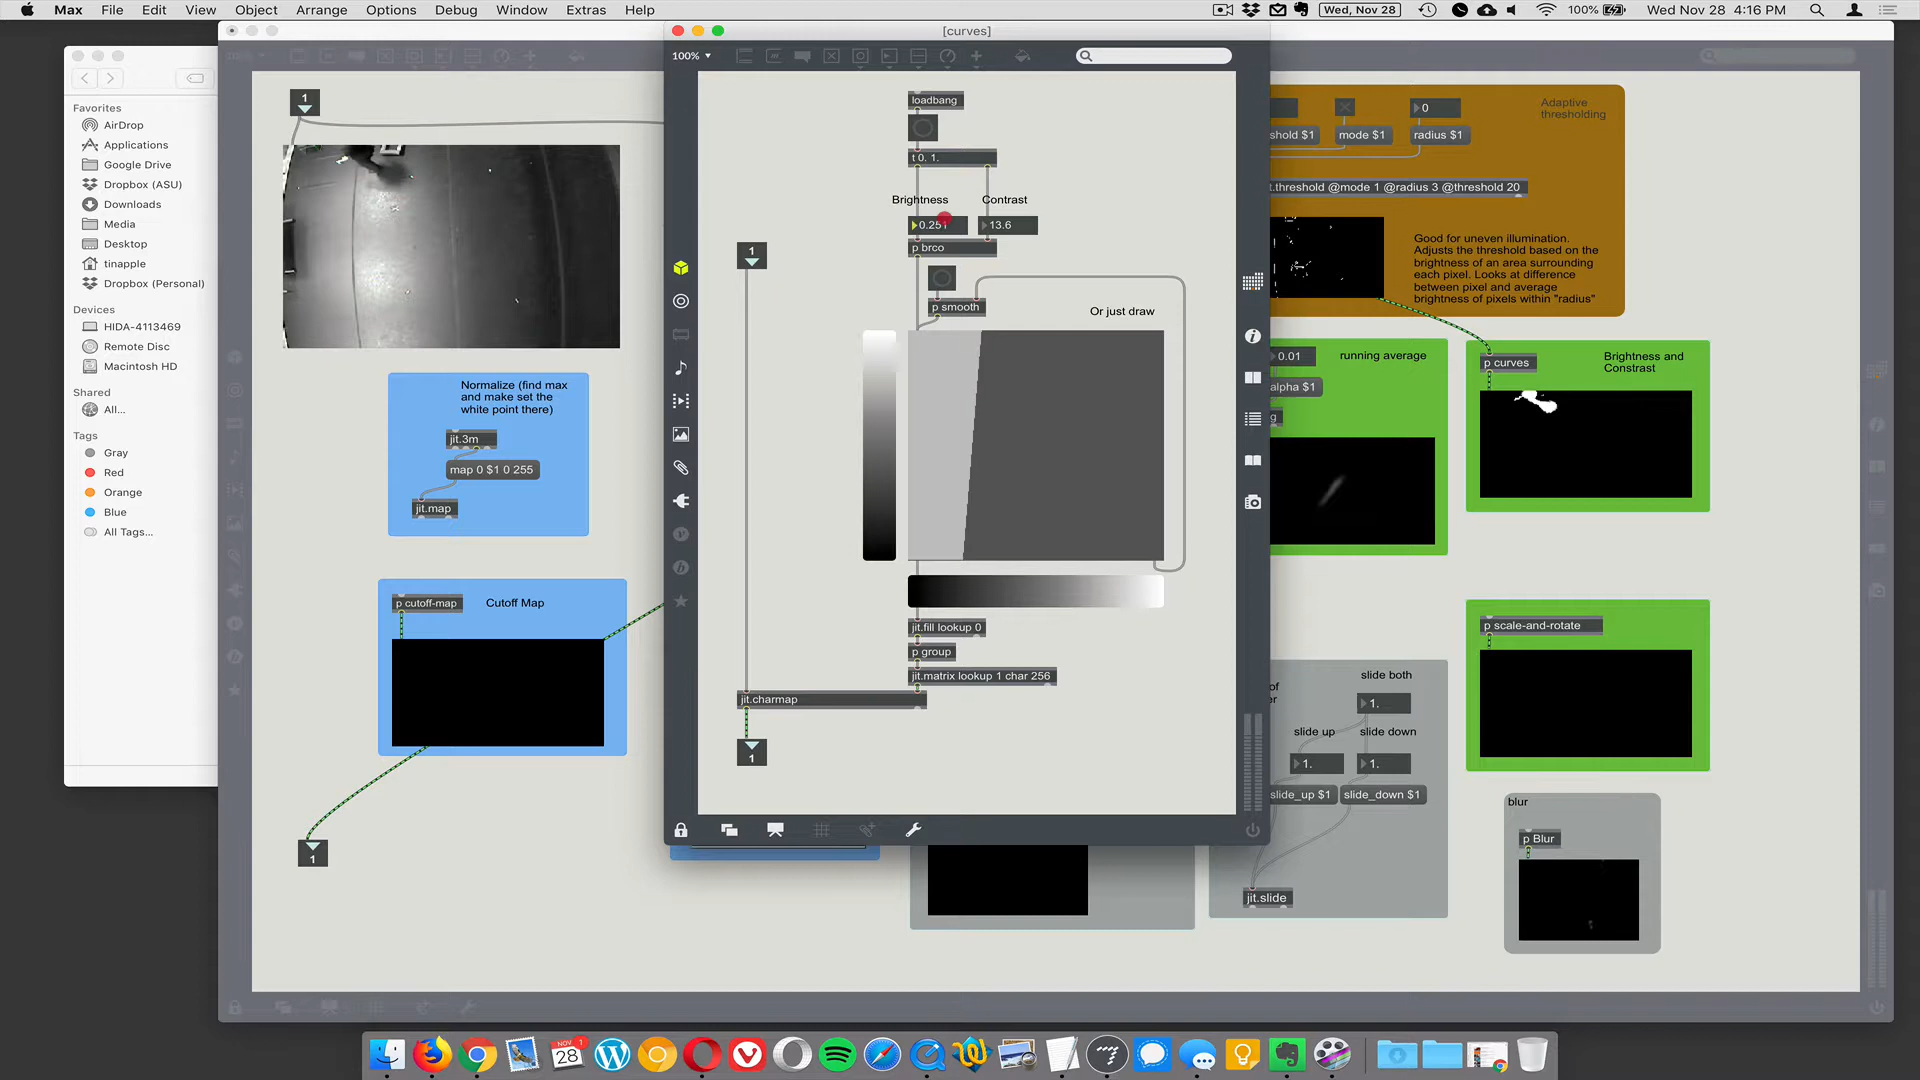 Max File Edit View Object Arrange Options Debug Window Extras Help
Wed, Nov 28
100%
Wed Nov 28 4:16 PM
[curves]
100%
Favorites
AirDrop
Applications
Google Drive
Dropbox (ASU)
Downloads
Media
Desktop
tinapple
Dropbox (Personal)
Devices
HIDA-4113469
Remote Disc
Macintosh HD
Shared
All...
Tags
Gray
Red
Orange
Blue
All Tags...
1
Normalize (find max
and make set the
white point there)
jit.3m
map 0 $1 0 255
jit.map
p cutoff-map
Cutoff Map
1
loadbang
t 0. 1.
Brightness
Contrast
0.251
13.6
p brco
1
p smooth
Or just draw
jit.fill lookup 0
p group
jit.matrix lookup 1 char 256
jit.charmap
1
0
Adaptive
thresholding
shold $1
mode $1
radius $1
t.threshold @mode 1 @radius 3 @threshold 20
Good for uneven illumination.
Adjusts the threshold based on the
brightness of an area surrounding
each pixel. Looks at difference
between pixel and average
brightness of pixels within "radius"
0.01
running average
alpha $1
g
p curves
Brightness and
Constrast
p scale-and-rotate
of
er
slide both
1.
slide up
slide down
1.
1.
slide_up $1
slide_down $1
jit.slide
blur
p Blur
NOV
28
1